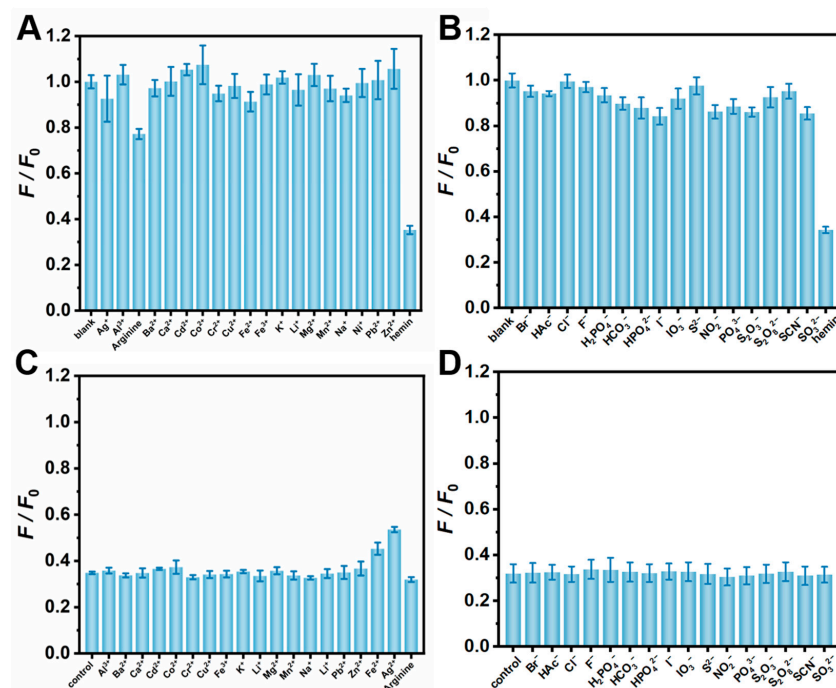 A
F / F₀
1.2
1.0
0.8
0.6
0.4
0.2
0.0
blank Ag⁺ Al³⁺ Arginine Ba²⁺ Ca²⁺ Cd²⁺ Co²⁺ Cr²⁺ Cu²⁺ Fe²⁺ Fe³⁺ K⁺ Li⁺ Mg²⁺ Mn²⁺ Na⁺ Ni⁺ Pb²⁺ Zn²⁺ hemin
B
F / F₀
1.2
1.0
0.8
0.6
0.4
0.2
0.0
blank Br⁻ HAc⁻ Cl⁻ F⁻ H₂PO₄⁻ HCO₃⁻ HPO₄²⁻ I⁻ IO₃⁻ S²⁻ NO₂⁻ PO₄³⁻ S₂O₃⁻ S₂O₈²⁻ SCN⁻ SO₃²⁻ hemin
C
F / F₀
1.2
1.0
0.8
0.6
0.4
0.2
0.0
control Al³⁺ Ba²⁺ Ca²⁺ Cd²⁺ Co²⁺ Cr²⁺ Cu²⁺ Fe³⁺ K⁺ Li⁺ Mg²⁺ Mn²⁺ Na⁺ Li⁺ Pb²⁺ Zn²⁺ Fe²⁺ Ag²⁺ Arginine
D
F / F₀
1.2
1.0
0.8
0.6
0.4
0.2
0.0
control Br⁻ HAc⁻ Cl⁻ F⁻ H₂PO₄⁻ HCO₃⁻ HPO₄²⁻ I⁻ IO₃⁻ S²⁻ NO₂⁻ PO₄³⁻ S₂O₃⁻ S₂O₈²⁻ SCN⁻ SO₃²⁻